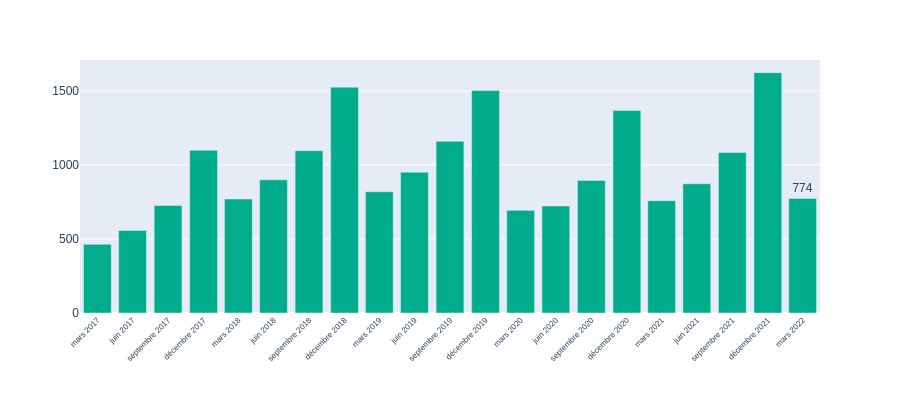 1500
1000
500
0
774
mars 2017
juin 2017
septembre 2017
décembre 2017
mars 2018
juin 2018
septembre 2018
décembre 2018
mars 2019
juin 2019
septembre 2019
décembre 2019
mars 2020
juin 2020
septembre 2020
décembre 2020
mars 2021
juin 2021
septembre 2021
décembre 2021
mars 2022